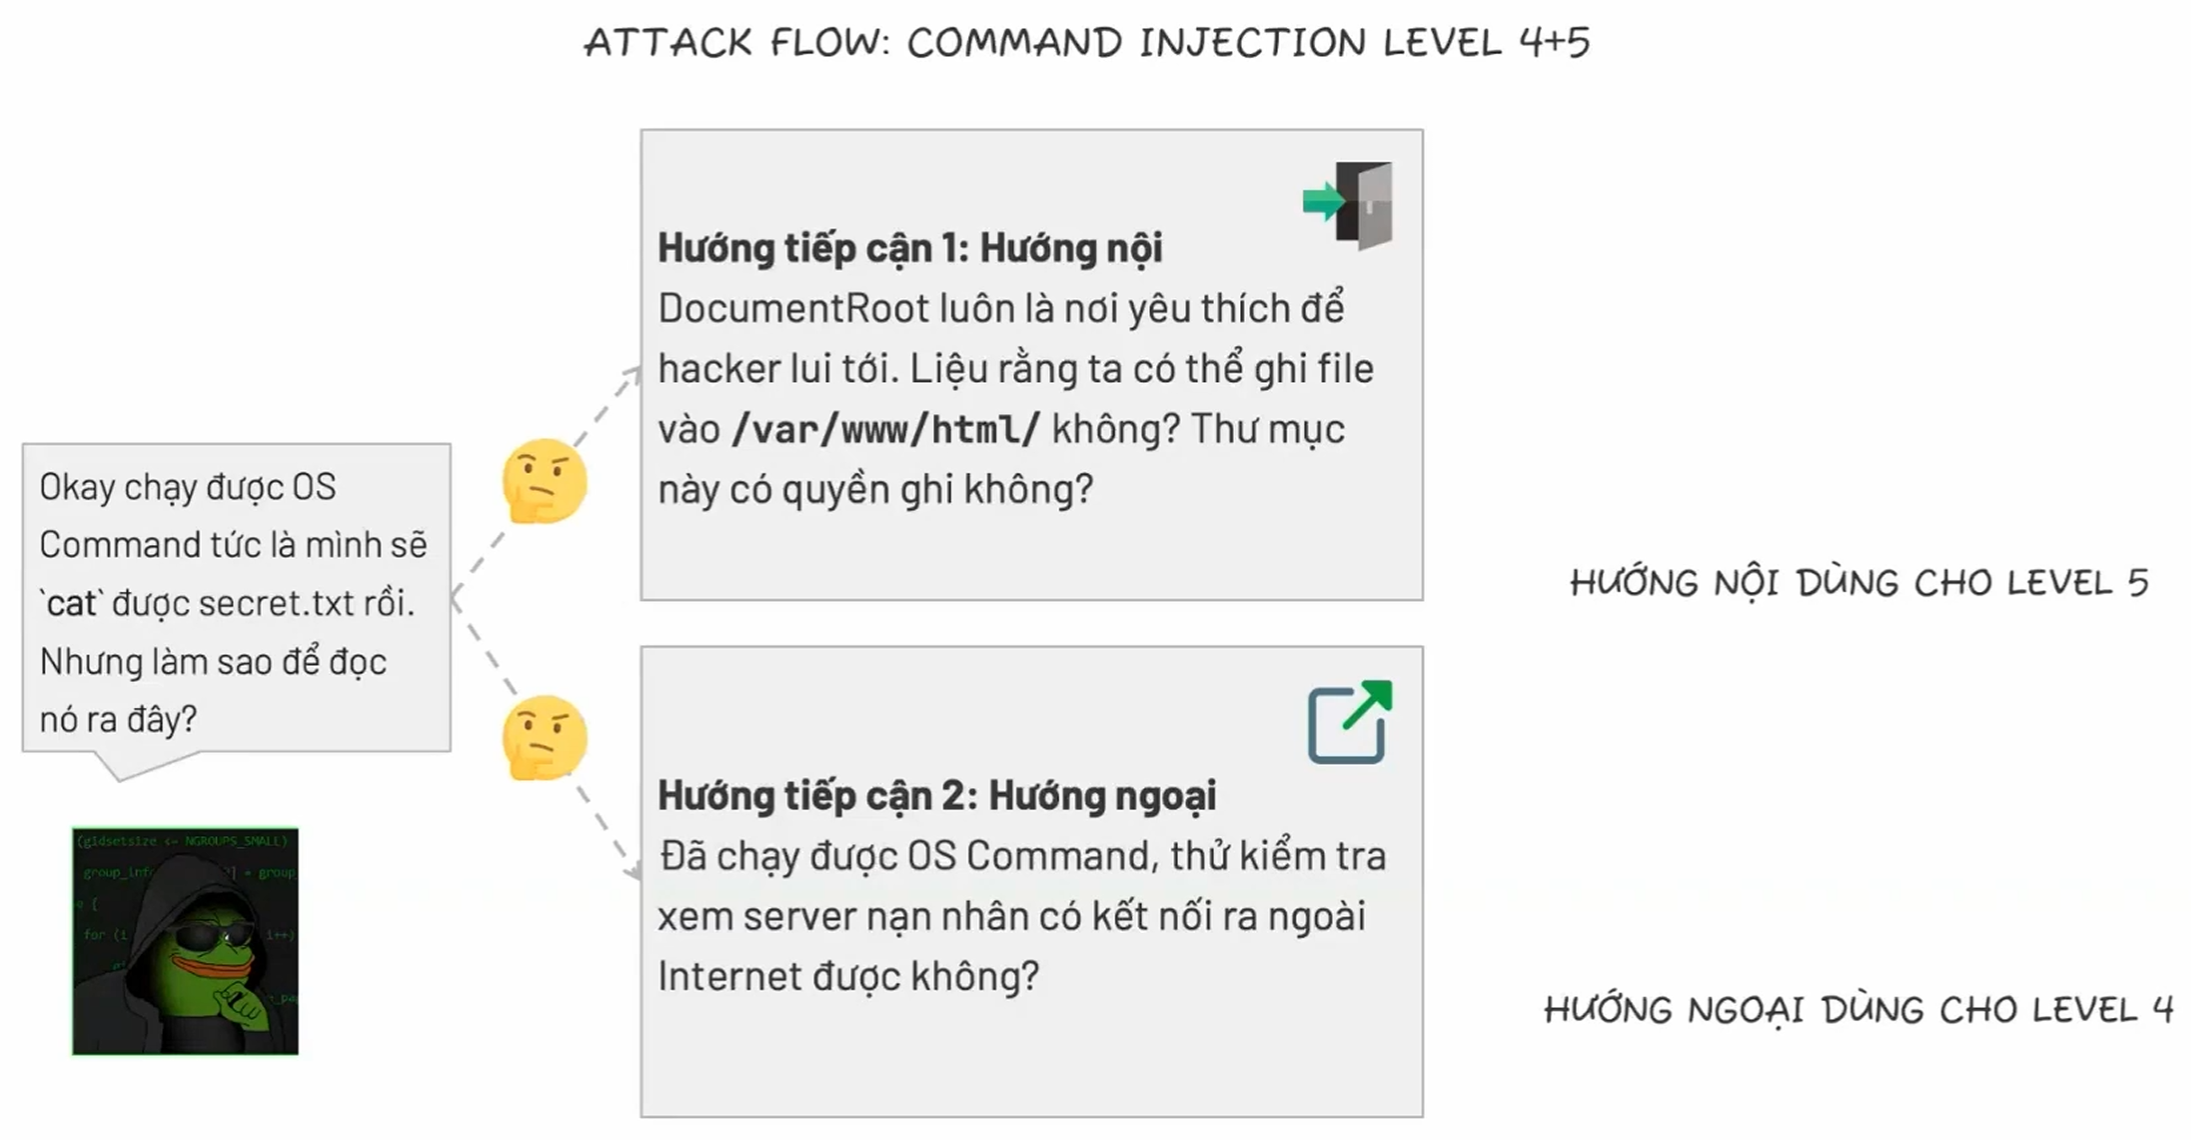 ATTACK FLOW: COMMAND INJECTION LEVEL 4+5
Okay chạy được OS
Command tức là mình sẽ
`cat` được secret.txt rồi.
Nhưng làm sao để đọc
nó ra đây?
Hướng tiếp cận 1: Hướng nội
DocumentRoot luôn là nơi yêu thích để
hacker lui tới. Liệu rằng ta có thể ghi file
vào /var/www/html/ không? Thư mục
này có quyền ghi không?
HƯỚNG NỘI DÙNG CHO LEVEL 5
Hướng tiếp cận 2: Hướng ngoại
Đã chạy được OS Command, thử kiểm tra
xem server nạn nhân có kết nối ra ngoài
Internet được không?
HƯỚNG NGOẠI DÙNG CHO LEVEL 4
(gidsetsize <= NGROUPS_SMALL)
group_info
= group
for (i
i++)